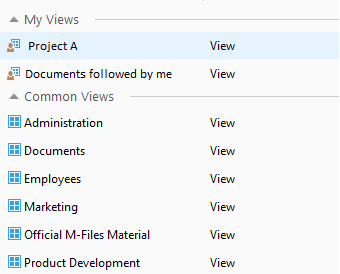 My Views
Project A View
Documents followed by me View
Common Views
Administration View
Documents View
Employees View
Marketing View
Official M-Files Material View
Product Development View